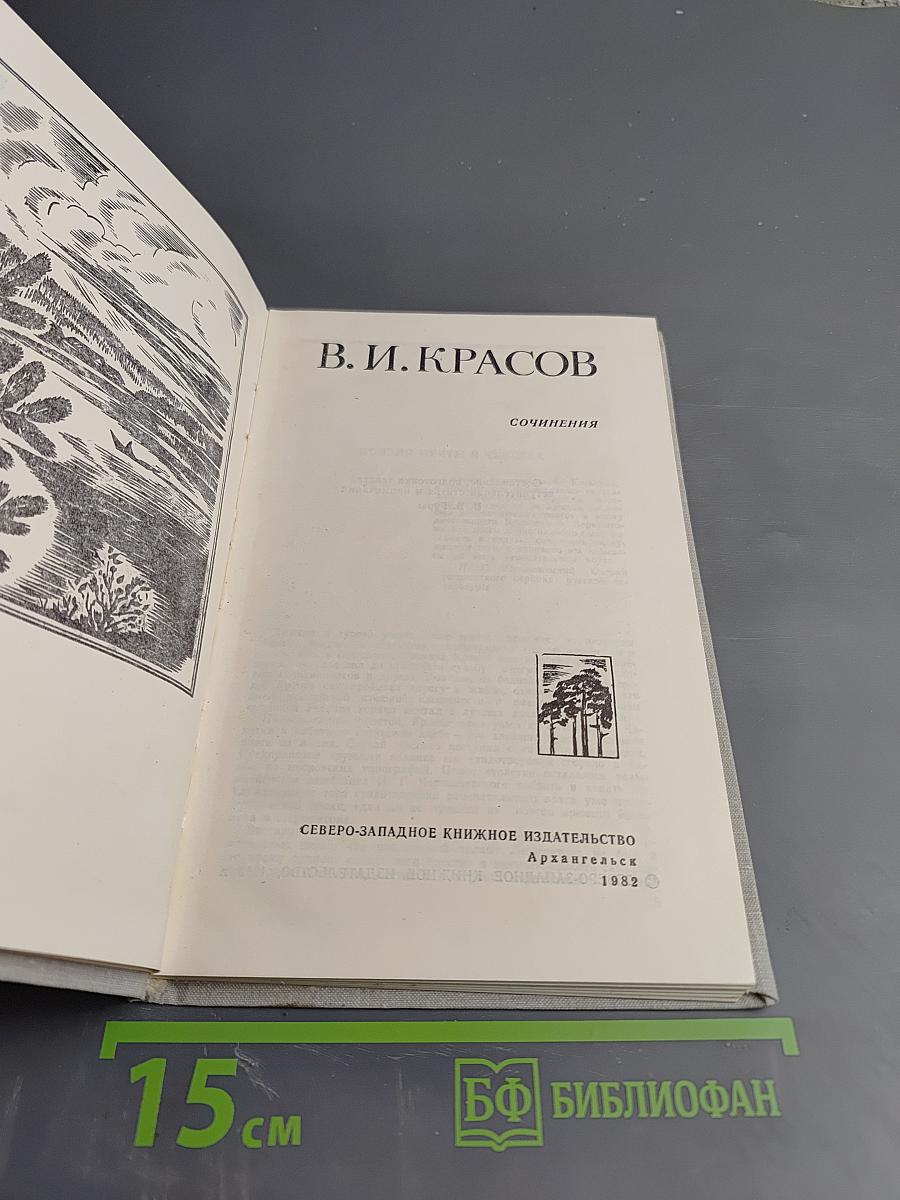 В. И. КРАСОВ
СОЧИНЕНИЯ
СЕВЕРО-ЗАПАДНОЕ КНИЖНОЕ ИЗДАТЕЛЬСТВО
Архангельск
1982
15 см
БФ БИБЛИОФАН